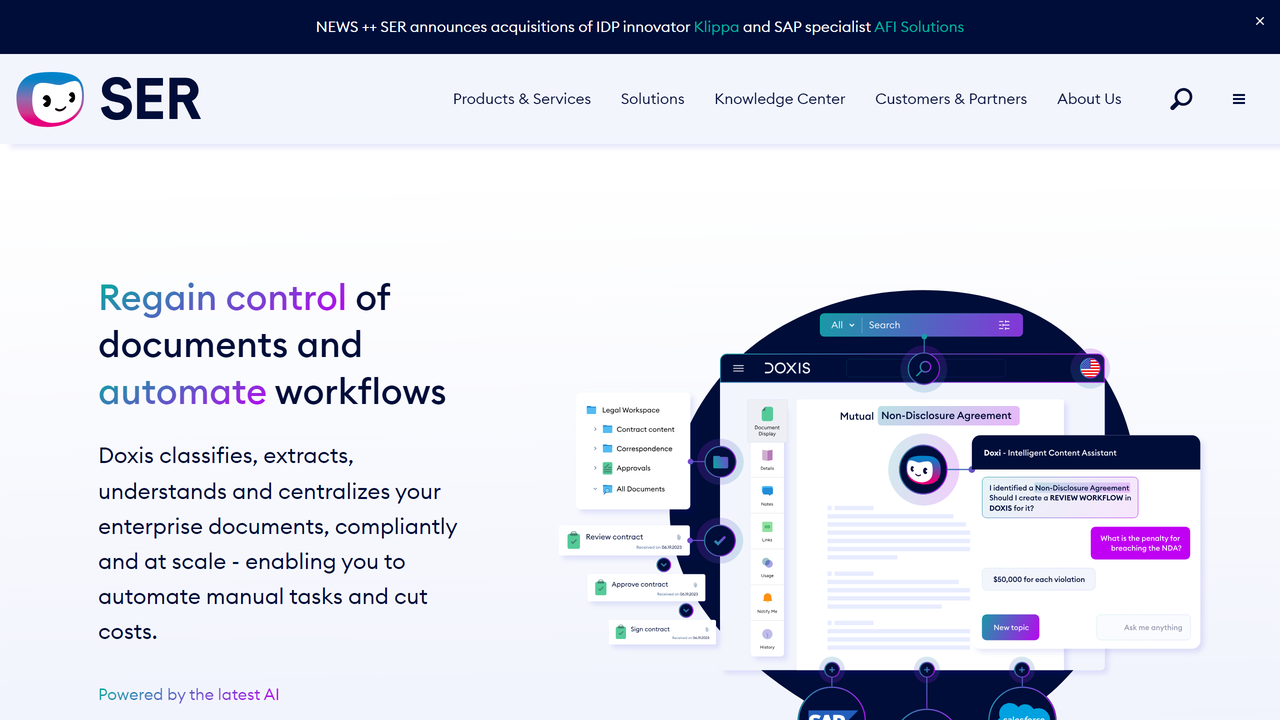 NEWS ++ SER announces acquisitions of IDP innovator Klippa and SAP specialist AFI Solutions
SER
Products & Services
Solutions
Knowledge Center
Customers & Partners
About Us
Regain control of
documents and
automate workflows
Doxis classifies, extracts,
understands and centralizes your
enterprise documents, compliantly
and at scale - enabling you to
automate manual tasks and cut
costs.
Powered by the latest AI
All
Search
DOXIS
Legal Workspace
Contract content
Correspondence
Approvals
All Documents
Review contract
Received on 06.19.2023
Approve contract
Received on 06.19.2023
Sign contract
Received on 06.19.2023
Document
Display
Details
Notes
Links
Usage
Notify Me
History
Mutual Non-Disclosure Agreement
Doxi - Intelligent Content Assistant
I identified a Non-Disclosure Agreement
Should I create a REVIEW WORKFLOW in
DOXIS for it?
What is the penalty for
breaching the NDA?
$50,000 for each violation
New topic
Ask me anything
SAP
salesforce